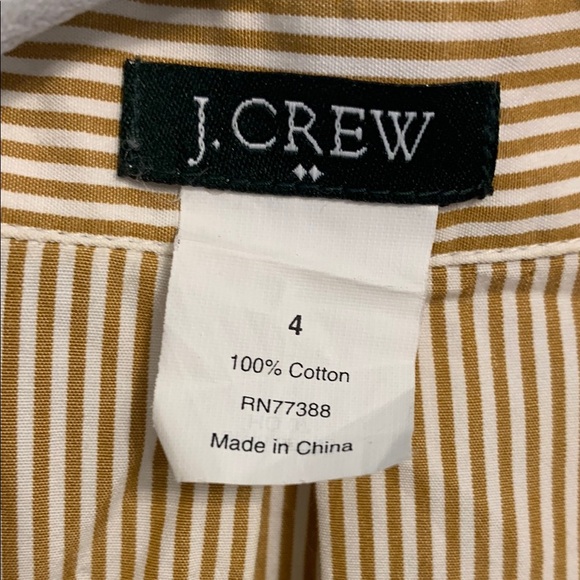 J.CREW
4
100% Cotton
RN77388
Made in China